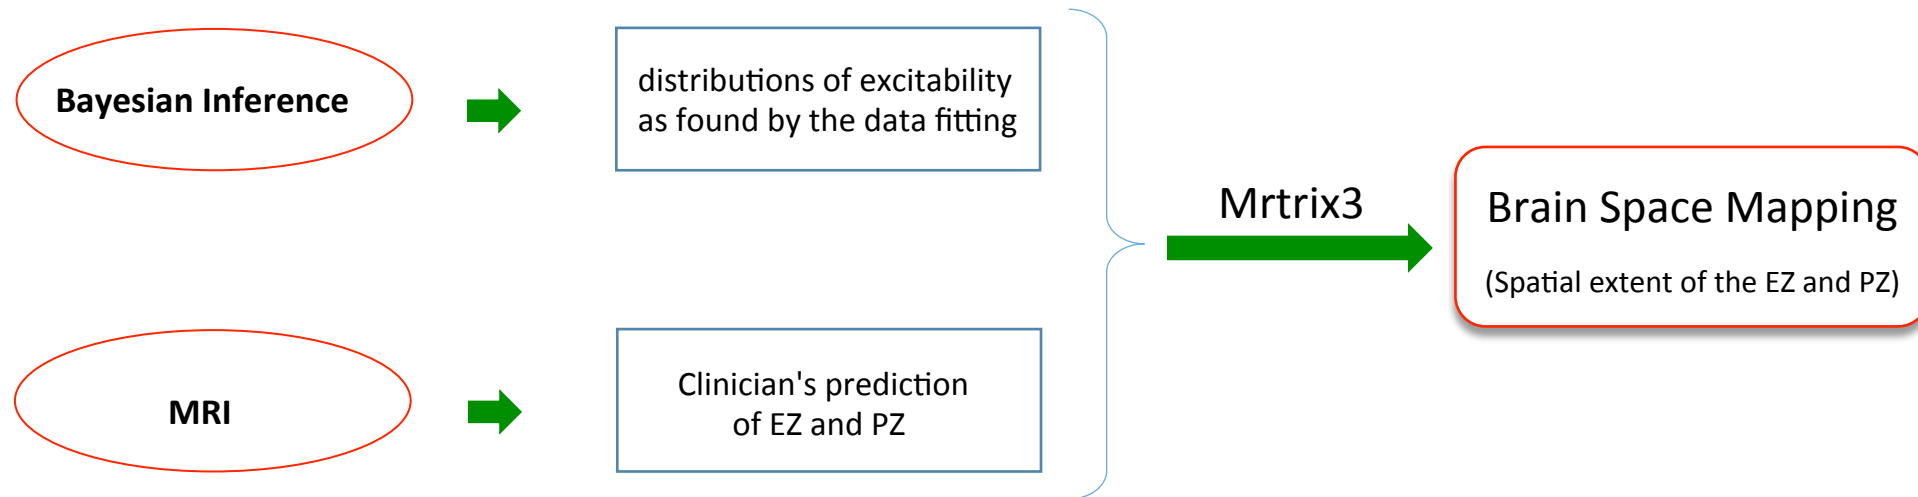 Bayesian Inference
distributions of excitability
as found by the data fitting
MRI
Clinician's prediction
of EZ and PZ
Mrtrix3
Brain Space Mapping
(Spatial extent of the EZ and PZ)